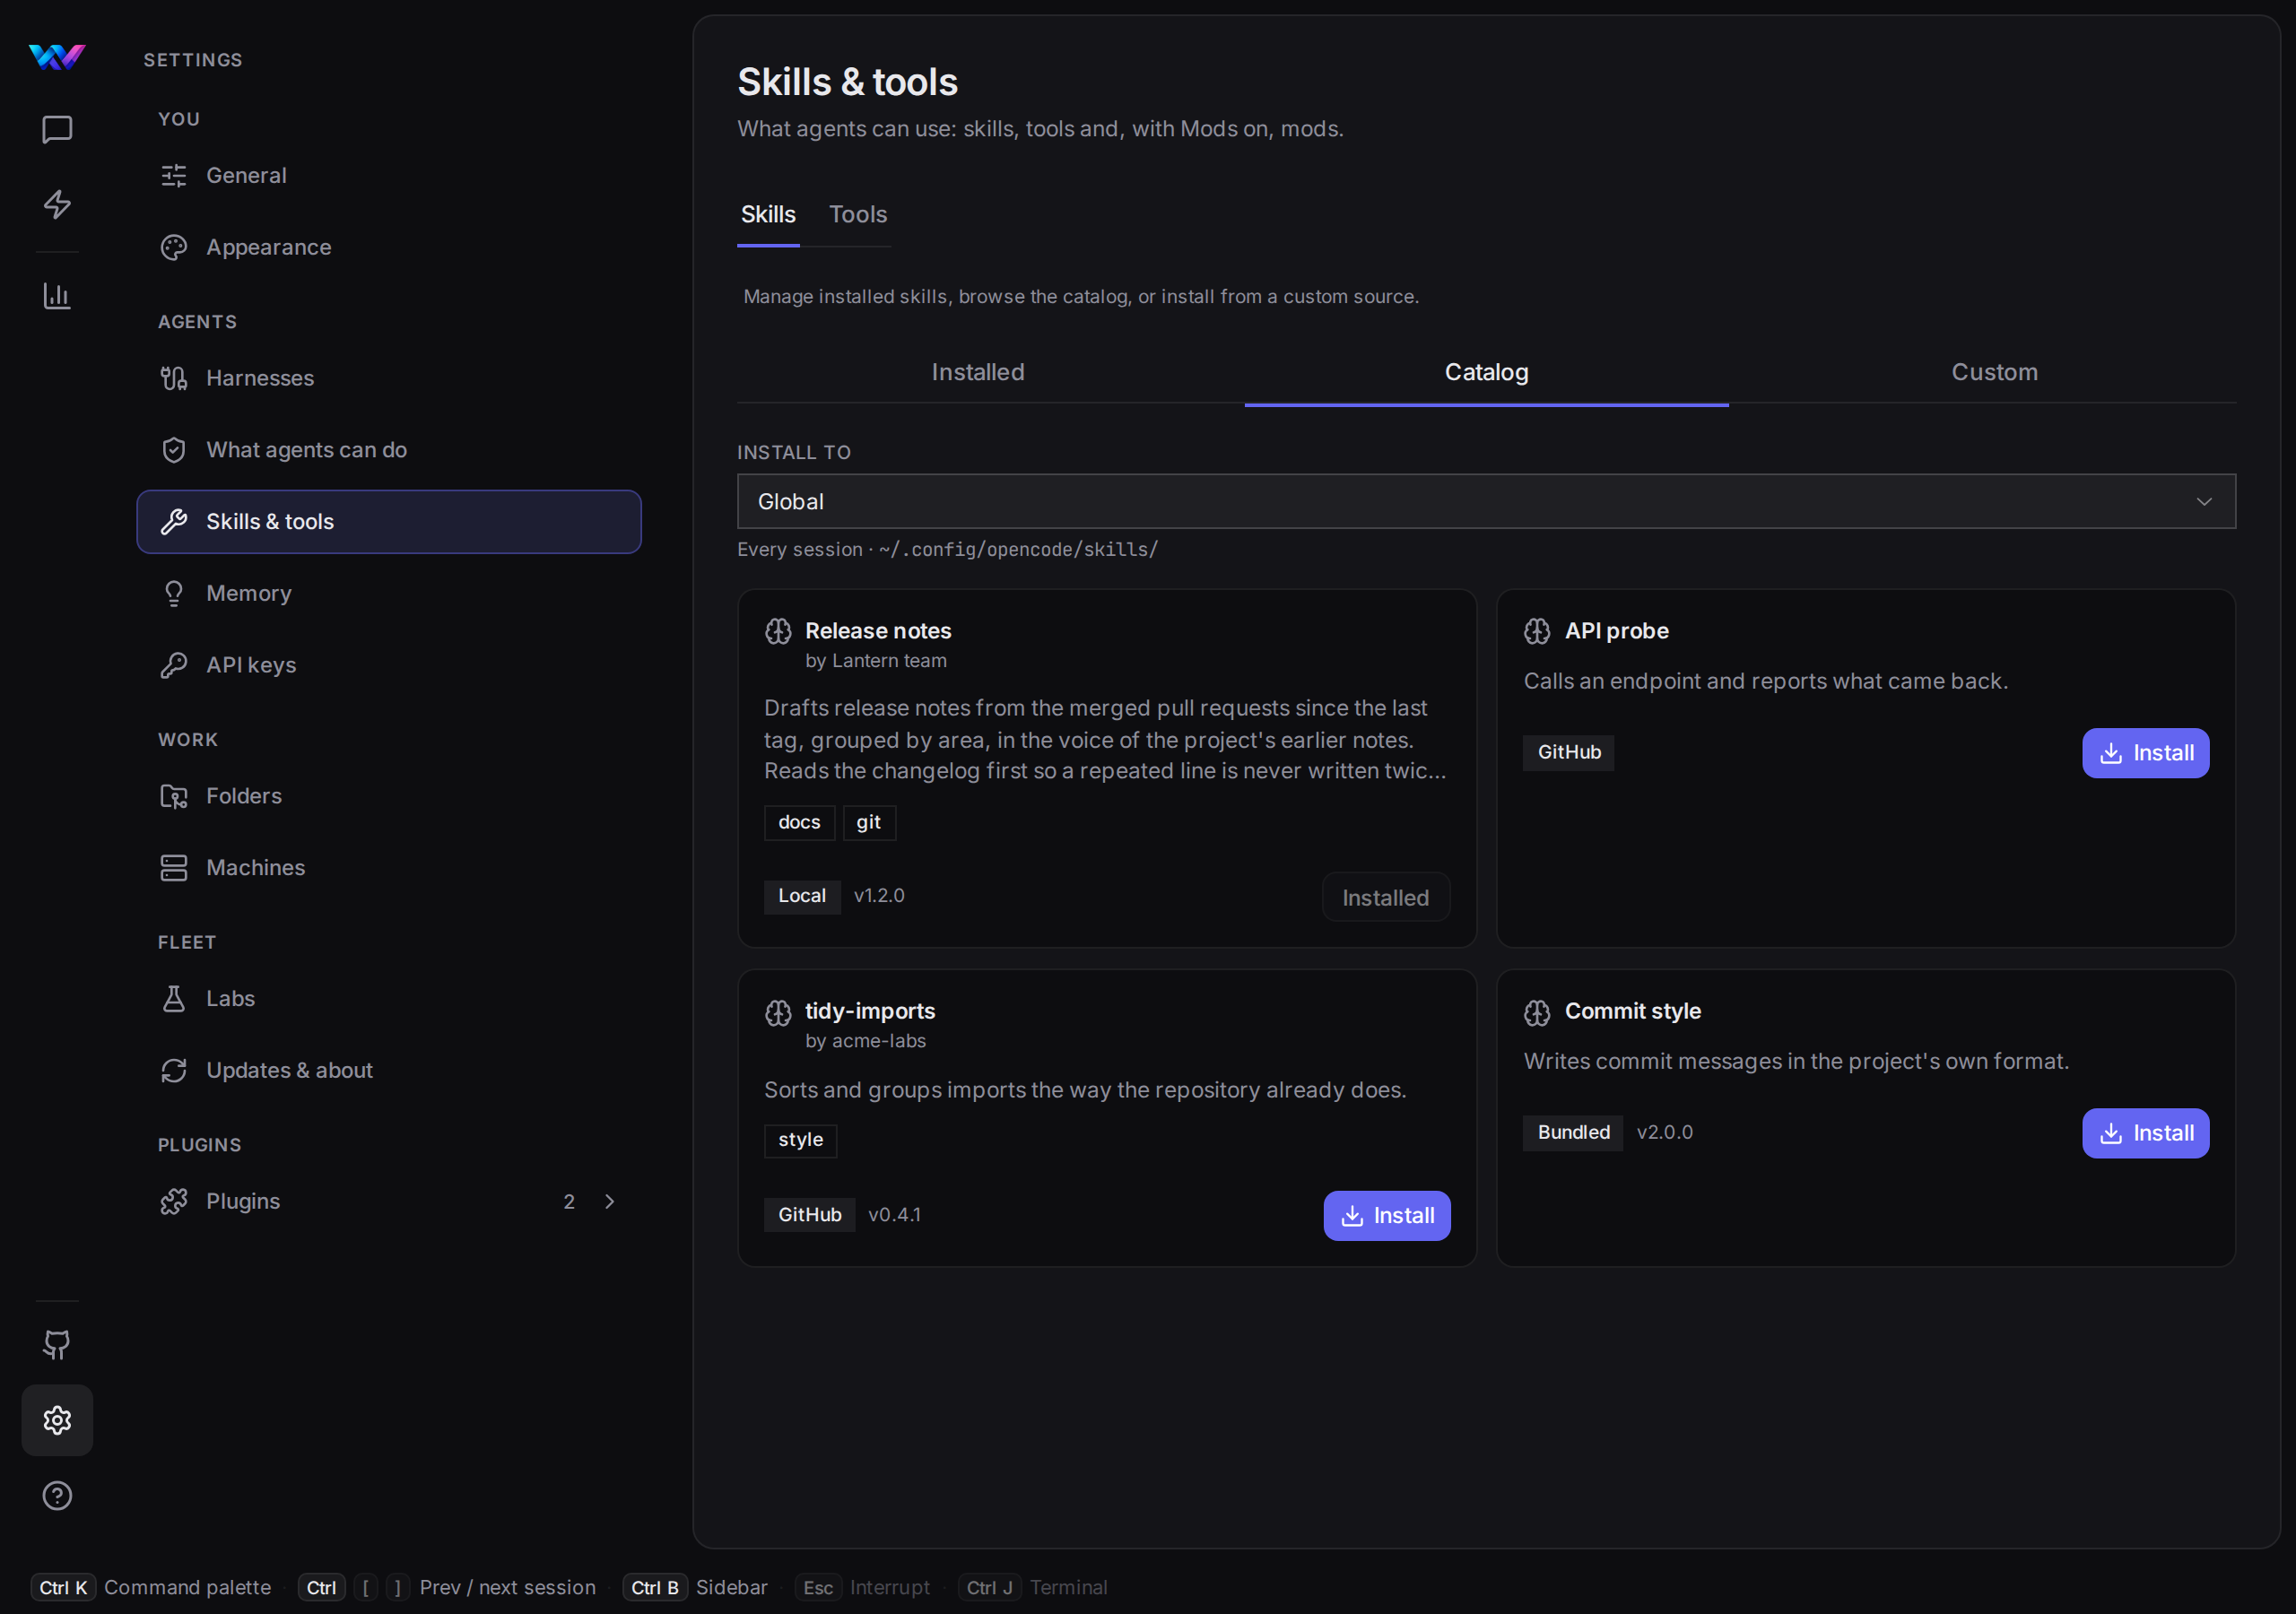 SETTINGS
YOU
General
Appearance
AGENTS
Harnesses
What agents can do
Skills & tools
Memory
API keys
WORK
Folders
Machines
FLEET
Labs
Updates & about
PLUGINS
Plugins 2
Skills & tools
What agents can use: skills, tools and, with Mods on, mods.
Skills Tools
Manage installed skills, browse the catalog, or install from a custom source.
Installed Catalog Custom
INSTALL TO
Global
Every session · ~/.config/opencode/skills/
Release notes
by Lantern team
Drafts release notes from the merged pull requests since the last
tag, grouped by area, in the voice of the project's earlier notes.
Reads the changelog first so a repeated line is never written twic...
docs git
Local v1.2.0 Installed
API probe
Calls an endpoint and reports what came back.
GitHub Install
tidy-imports
by acme-labs
Sorts and groups imports the way the repository already does.
style
GitHub v0.4.1 Install
Commit style
Writes commit messages in the project's own format.
Bundled v2.0.0 Install
Ctrl K Command palette · Ctrl [ ] Prev / next session · Ctrl B Sidebar · Esc Interrupt · Ctrl J Terminal